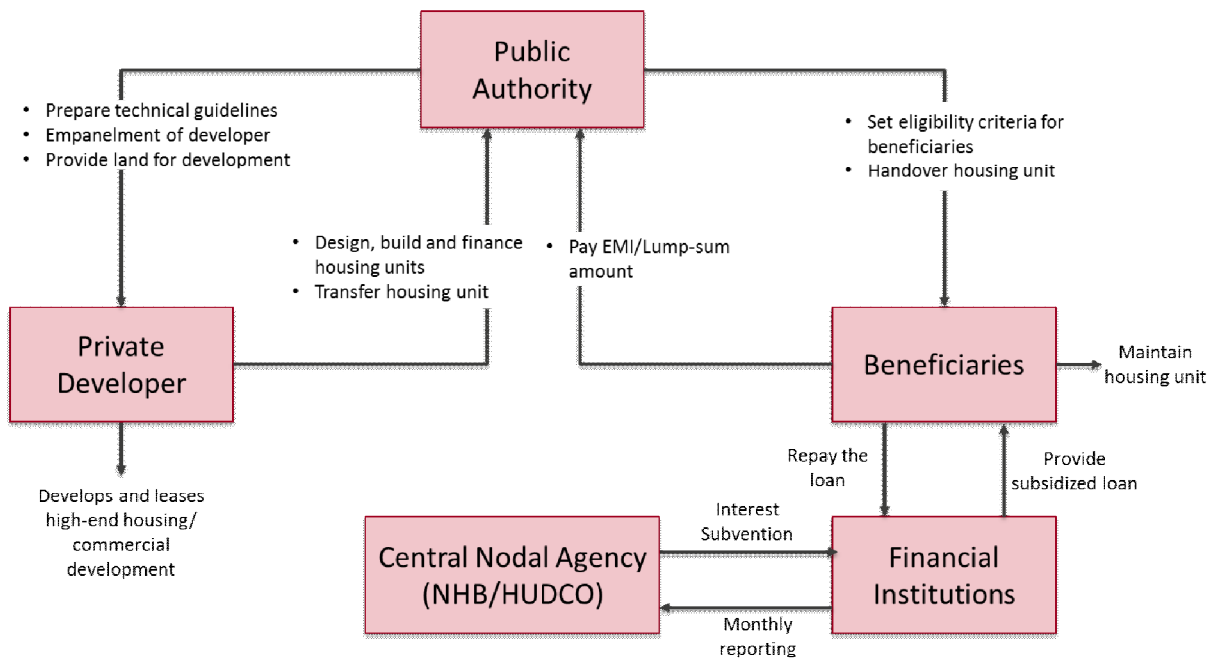 Public
Authority
• Prepare technical guidelines
• Empanelment of developer
• Provide land for development
• Set eligibility criteria for
beneficiaries
• Handover housing unit
• Design, build and finance
housing units
• Transfer housing unit
• Pay EMI/Lump-sum
amount
Private
Developer
Beneficiaries
Maintain
housing unit
Develops and leases
high-end housing/
commercial
development
Repay the
loan
Provide
subsidized loan
Interest
Subvention
Central Nodal Agency
(NHB/HUDCO)
Financial
Institutions
Monthly
reporting